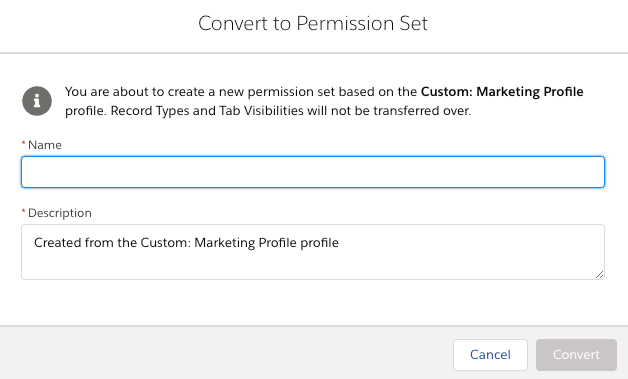 Convert to Permission Set
You are about to create a new permission set based on the Custom: Marketing Profile
profile. Record Types and Tab Visibilities will not be transferred over.
* Name
* Description
Created from the Custom: Marketing Profile profile
Cancel
Convert